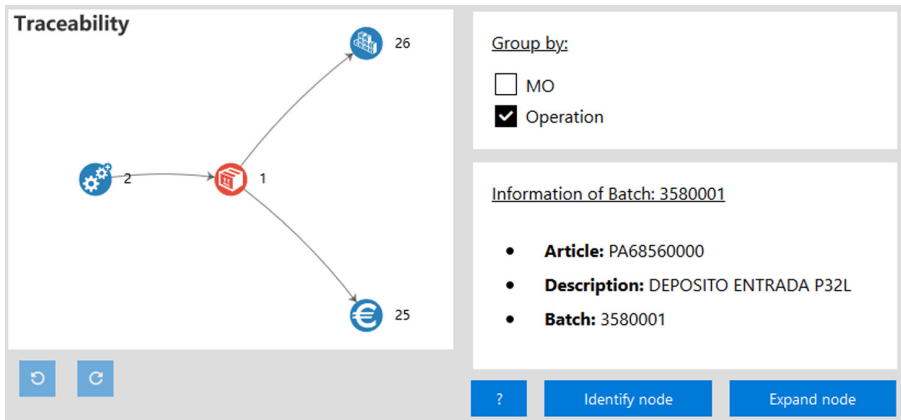 Traceability
26
2
1
25
Group by:
MO
Operation
Information of Batch: 3580001
Article: PA68560000
Description: DEPOSITO ENTRADA P32L
Batch: 3580001
?
Identify node
Expand node